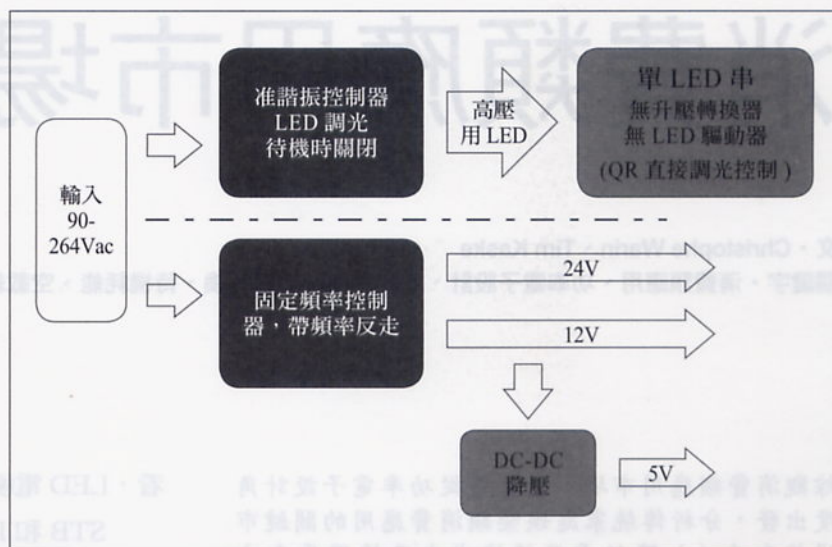 輸入
90-
264Vac
准諧振控制器
LED 調光
待機時關閉
高壓
用 LED
單 LED 串
無升壓轉換器
無 LED 驅動器
(QR 直接調光控制)
固定頻率控制
器，帶頻率反走
24V
12V
DC-DC
降壓
5V